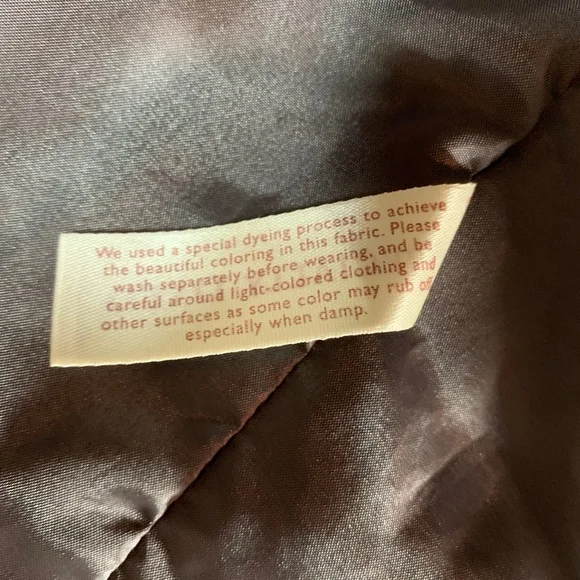 We used a special dyeing process to achieve
the beautiful coloring in this fabric. Please
wash separately before wearing, and be
careful around light-colored clothing and
other surfaces as some color may rub off
especially when damp.